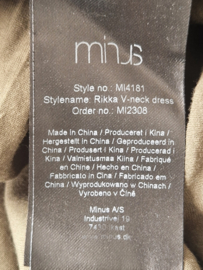 minus
Style no : MI4181
Stylename: Rikka V-neck dress
Order no.: MI2308
Made in China / Produceret i Kina /
Hergestellt in China / Geproduceerd in
China / Produsert i Kina / Producerad i
Kina / Valmistusmaa Kiina / Fabriqué
en Chine / Hecho en China /
Fabbricato in Cina / Fabricado na
China / Wyprodukowano w Chinach /
Vyrobeno v Číně
Minus A/S
Industrivej 19